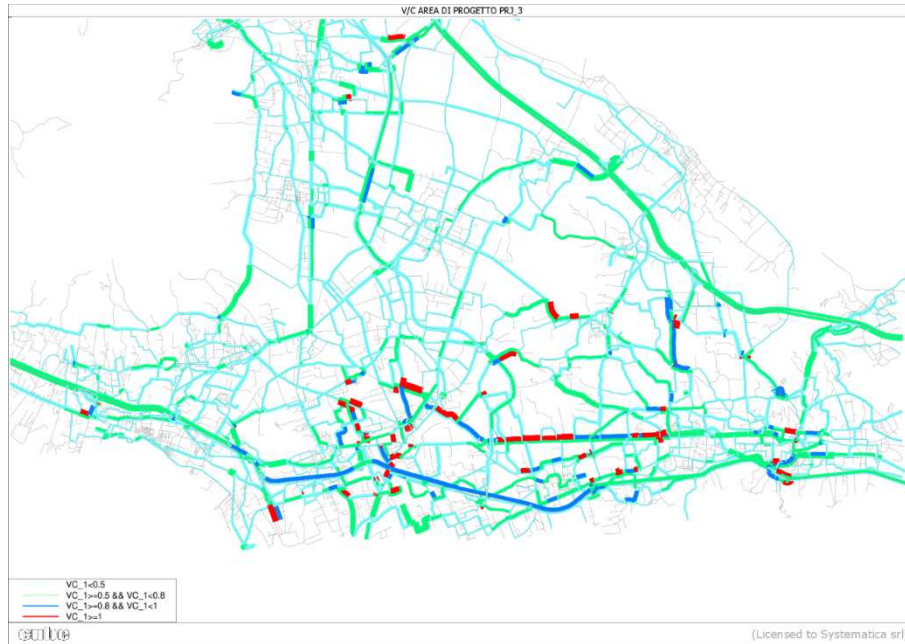 V/C AREA DI PROGETTO PRJ_3
VC_1<0.5
VC_1>=0.5 && VC_1<0.8
VC_1>=0.8 && VC_1<1
VC_1>=1
(Licensed to Systematica srl)